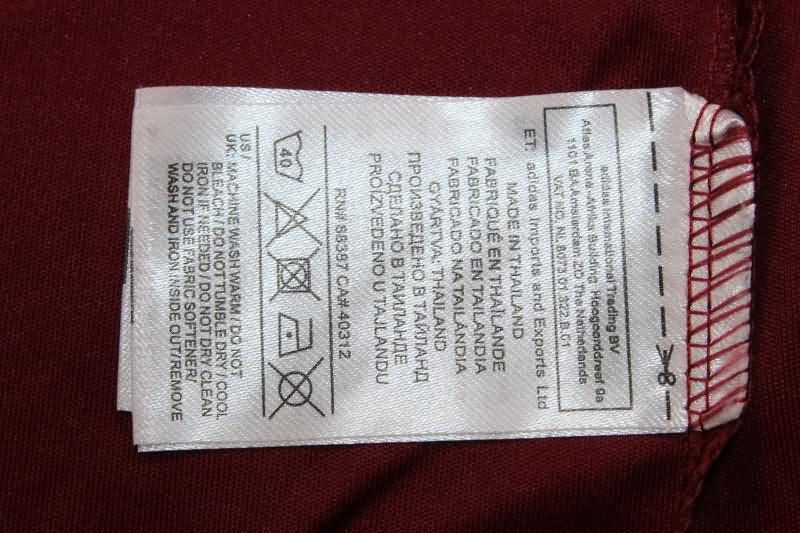 adidas International Trading BV
Atlas Arena-Afrika Building Hoogoorddreef 9a
1101 BA Amsterdam ZO The Netherlands
VAT NO. NL 8073 01 322.B.01
ET: adidas Imports and Exports Ltd
MADE IN THAILAND
FABRIQUÉ EN THAÏLANDE
FABRICADO EN TAILANDIA
FABRICADO NA TAILÂNDIA
GYÁRTVA: THAILAND
ПРОИЗВЕДЕНО В ТАЙЛАНД
СДЕЛАНО В ТАИЛАНДЕ
PROIZVEDENO U TAJLANDU
RN# 88387 CA# 40312
40
US /
UK: MACHINE WASH WARM / DO NOT
BLEACH / DO NOT TUMBLE DRY / COOL
IRON IF NEEDED / DO NOT DRY CLEAN
DO NOT USE FABRIC SOFTENER/
WASH AND IRON INSIDE OUT/REMOVE